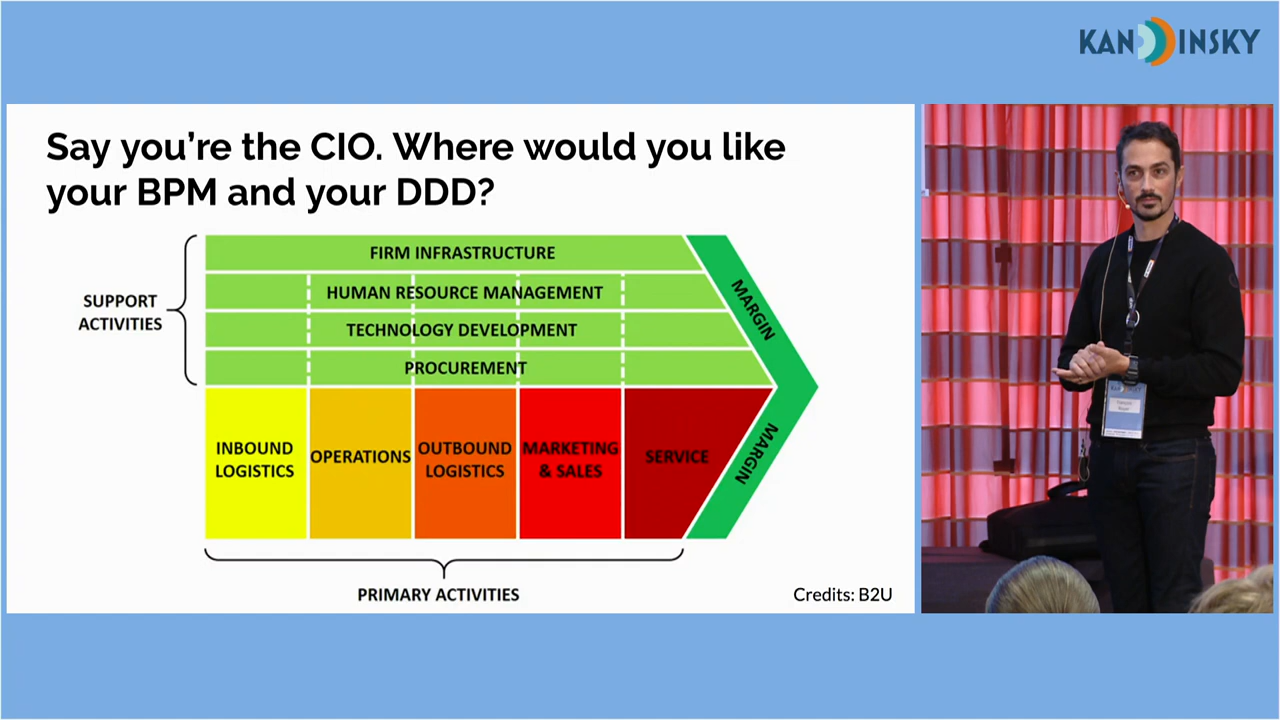 KANDDINSKY
Say you're the CIO. Where would you like
your BPM and your DDD?
SUPPORT
ACTIVITIES
FIRM INFRASTRUCTURE
HUMAN RESOURCE MANAGEMENT
TECHNOLOGY DEVELOPMENT
PROCUREMENT
MARGIN
INBOUND
LOGISTICS
OPERATIONS
OUTBOUND
LOGISTICS
MARKETING
& SALES
SERVICE
MARGIN
PRIMARY ACTIVITIES
Credits: B2U